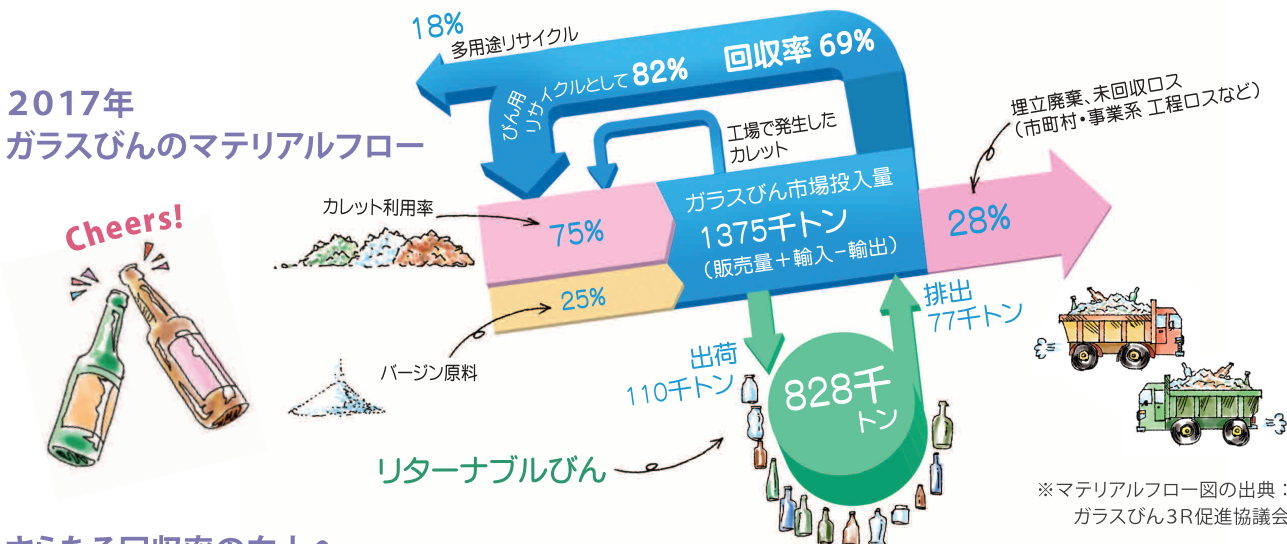 2017年
ガラスびんのマテリアルフロー
Cheers!
18%
多用途リサイクル
びん用
リサイクルとして82%
回収率 69%
工場で発生した
カレット
埋立廃棄、未回収ロス
（市町村・事業系 工程ロスなど）
カレット利用率
75%
25%
バージン原料
ガラスびん市場投入量
1375千トン
（販売量＋輸入－輸出）
28%
出荷
110千トン
排出
77千トン
828千
トン
リターナブルびん
※マテリアルフロー図の出典：
ガラスびん3R促進協議会